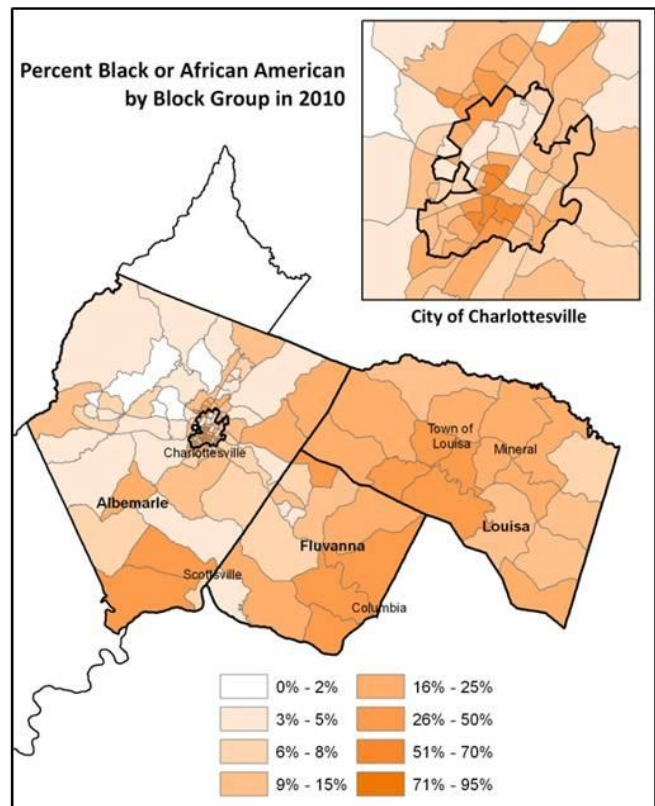 Percent Black or African American
by Block Group in 2010
City of Charlottesville
Charlottesville
Town of
Louisa
Mineral
Albemarle
Louisa
Fluvanna
Scottsville
Columbia
0% - 2%
3% - 5%
6% - 8%
9% - 15%
16% - 25%
26% - 50%
51% - 70%
71% - 95%